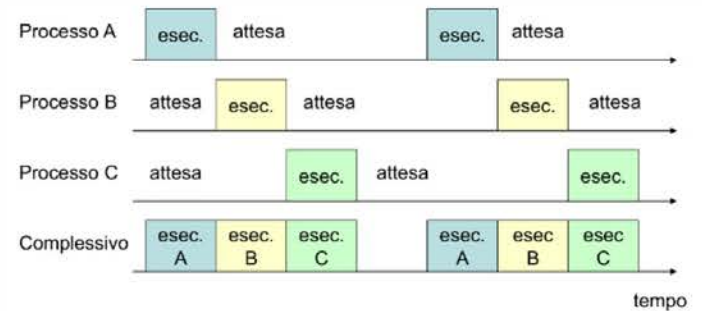 Processo A esec. attesa esec. attesa
Processo B attesa esec. attesa esec. attesa
Processo C attesa esec. attesa esec.
Complessivo esec. A esec. B esec. C esec. A esec B esec C
tempo